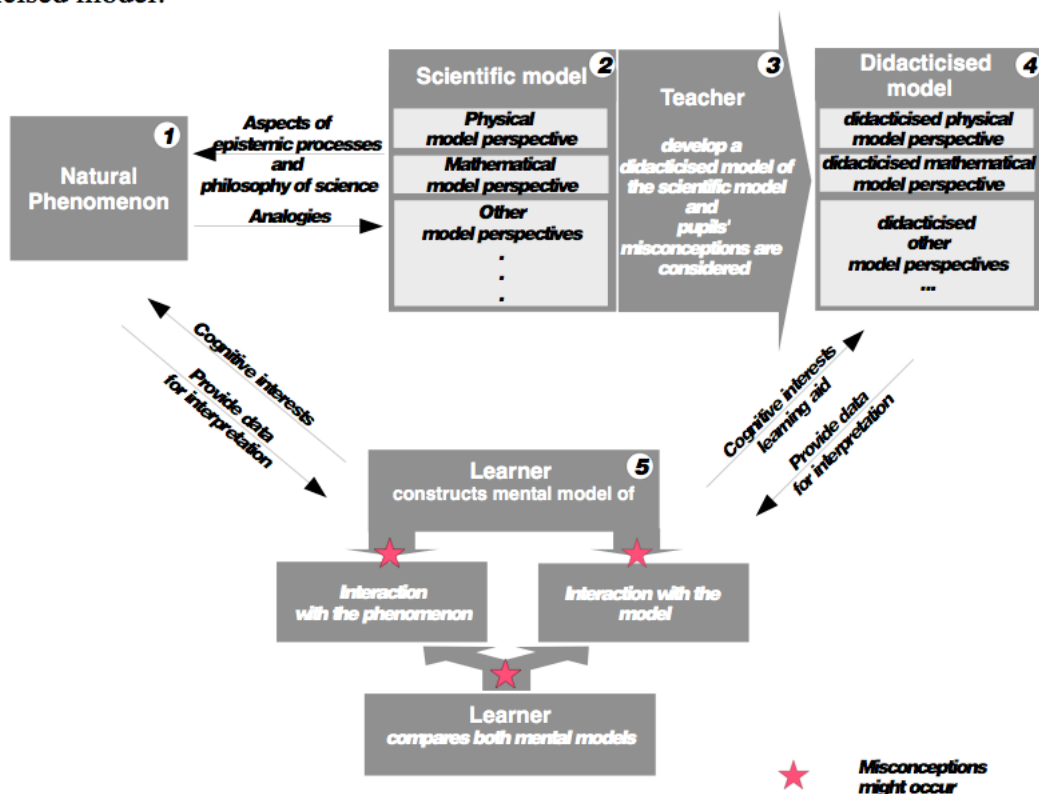 cised model.
1
Natural
Phenomenon
Aspects of
epistemic processes
and
philosophy of science
Analogies
2
Scientific model
Physical
model perspective
Mathematical
model perspective
Other
model perspectives
.
.
.
3
Teacher
develop a
didacticised model of
the scientific model
and
pupils'
misconceptions are
considered
4
Didacticised
model
didacticised physical
model perspective
didacticised mathematical
model perspective
didacticised
other
model perspectives
...
Cognitive interests
Provide data
for interpretation
Cognitive interests
learning aid
Provide data
for interpretation
5
Learner
constructs mental model of
Interaction
with the phenomenon
Interaction with the
model
Learner
compares both mental models
Misconceptions
might occur